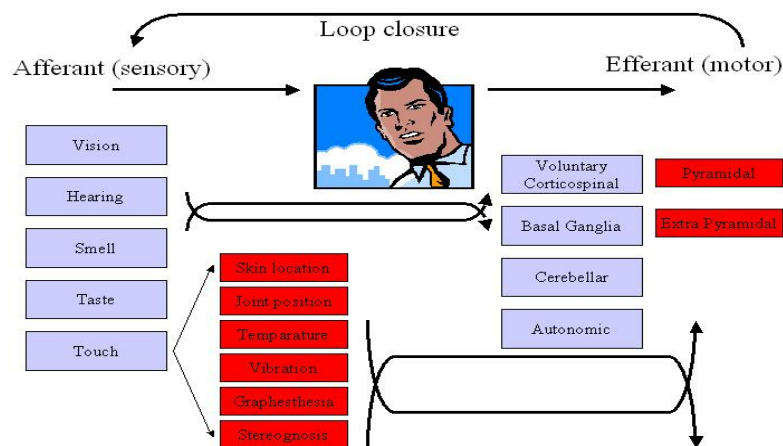 Loop closure
Afferant (sensory)
Efferant (motor)
Vision
Hearing
Smell
Taste
Touch
Skin location
Joint position
Temparature
Vibration
Graphesthesia
Stereognosis
Voluntary
Corticospinal
Basal Ganglia
Cerebellar
Autonomic
Pyramidal
Extra Pyramidal